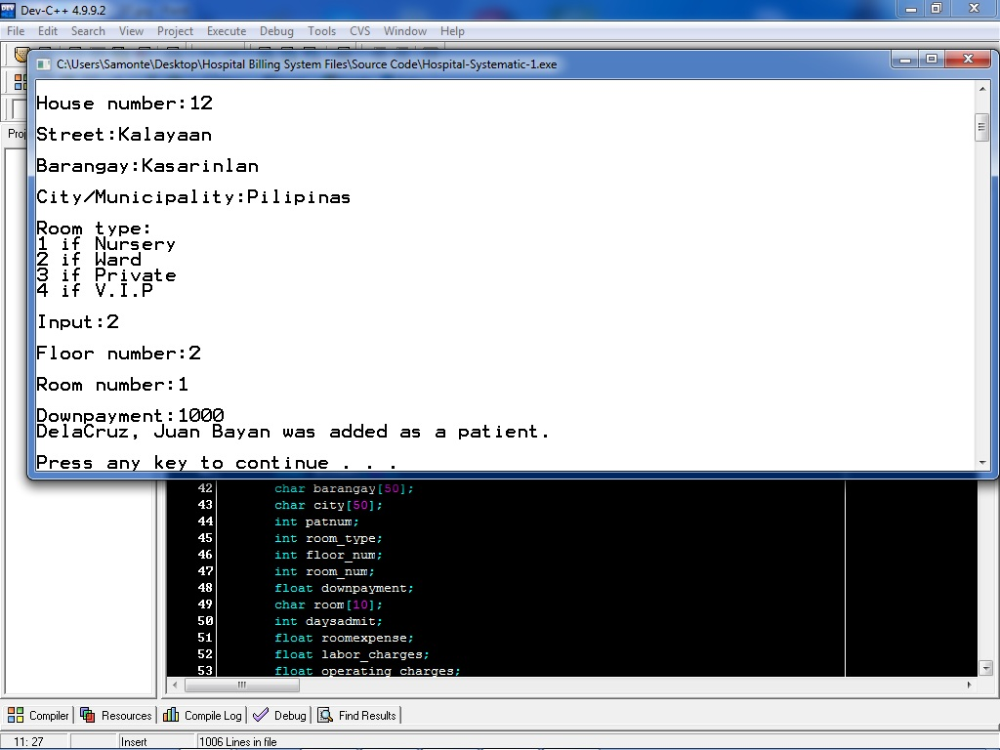 Dev-C++ 4.9.9.2
File Edit Search View Project Execute Debug Tools CVS Window Help
C:\Users\Samonte\Desktop\Hospital Billing System Files\Source Code\Hospital-Systematic-1.exe
House number:12
Street:Kalayaan
Barangay:Kasarinlan
City/Municipality:Pilipinas
Room type:
1 if Nursery
2 if Ward
3 if Private
4 if V.I.P
Input:2
Floor number:2
Room number:1
Downpayment:1000
DelaCruz, Juan Bayan was added as a patient.
Press any key to continue . . .
42 char barangay[50];
43 char city[50];
44 int patnum;
45 int room_type;
46 int floor_num;
47 int room_num;
48 float downpayment;
49 char room[10];
50 int daysadmit;
51 float roomexpense;
52 float labor_charges;
53 float operating_charges;
Compiler Resources Compile Log Debug Find Results
11: 27 Insert 1006 Lines in file